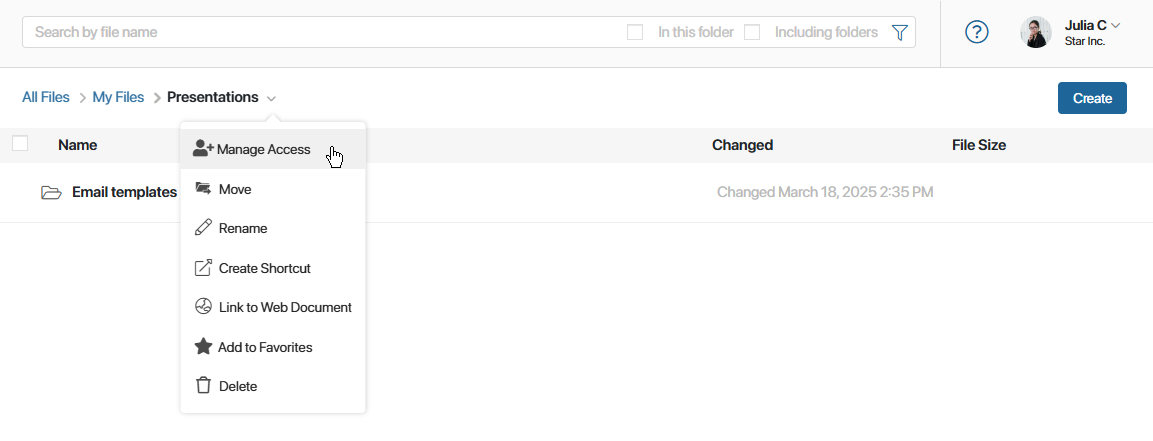 Search by file name In this folder Including folders ? Julia C
Star Inc.
All Files My Files Presentations Create
Name Changed File Size
Manage Access
Email templates Changed March 18, 2025 2:35 PM
Move
Rename
Create Shortcut
Link to Web Document
Add to Favorites
Delete